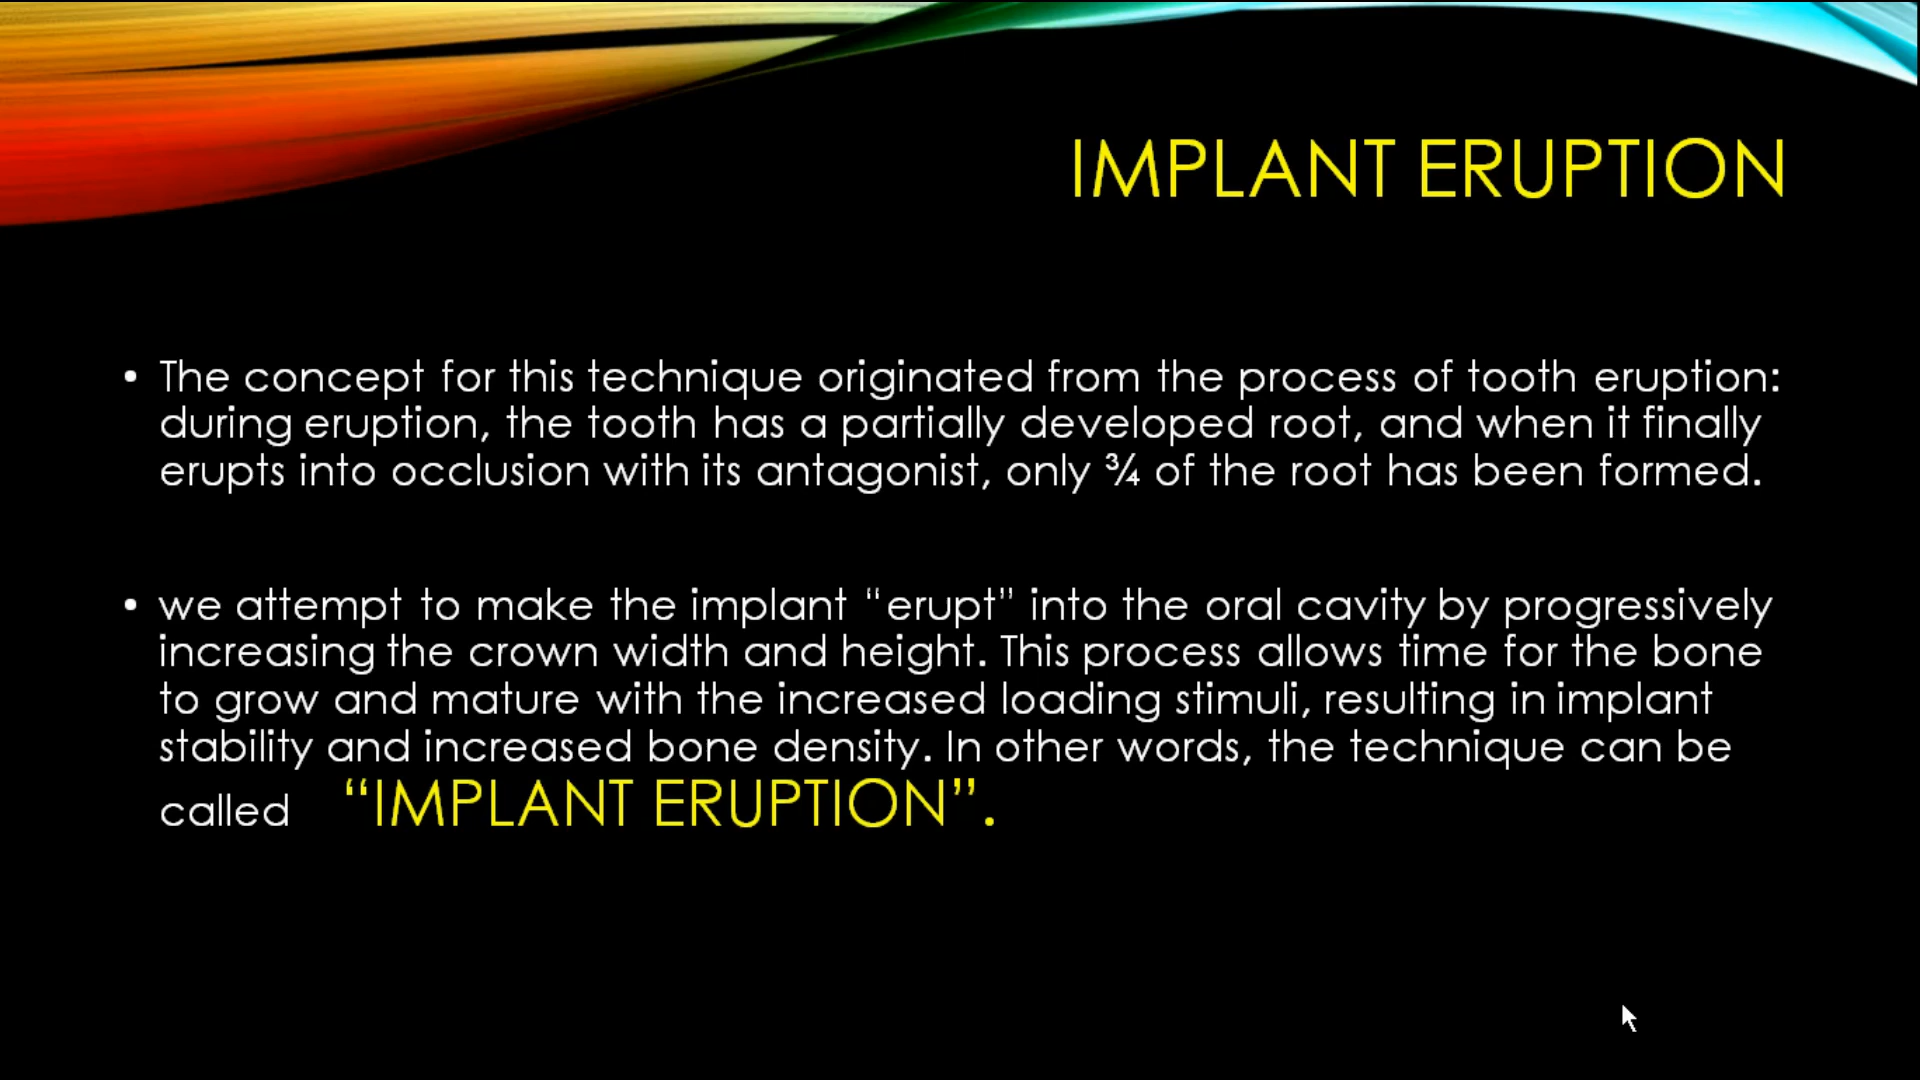 IMPLANT ERUPTION
• The concept for this technique originated from the process of tooth eruption:
during eruption, the tooth has a partially developed root, and when it finally
erupts into occlusion with its antagonist, only ¾ of the root has been formed.
• we attempt to make the implant “erupt” into the oral cavity by progressively
increasing the crown width and height. This process allows time for the bone
to grow and mature with the increased loading stimuli, resulting in implant
stability and increased bone density. In other words, the technique can be
called “IMPLANT ERUPTION”.